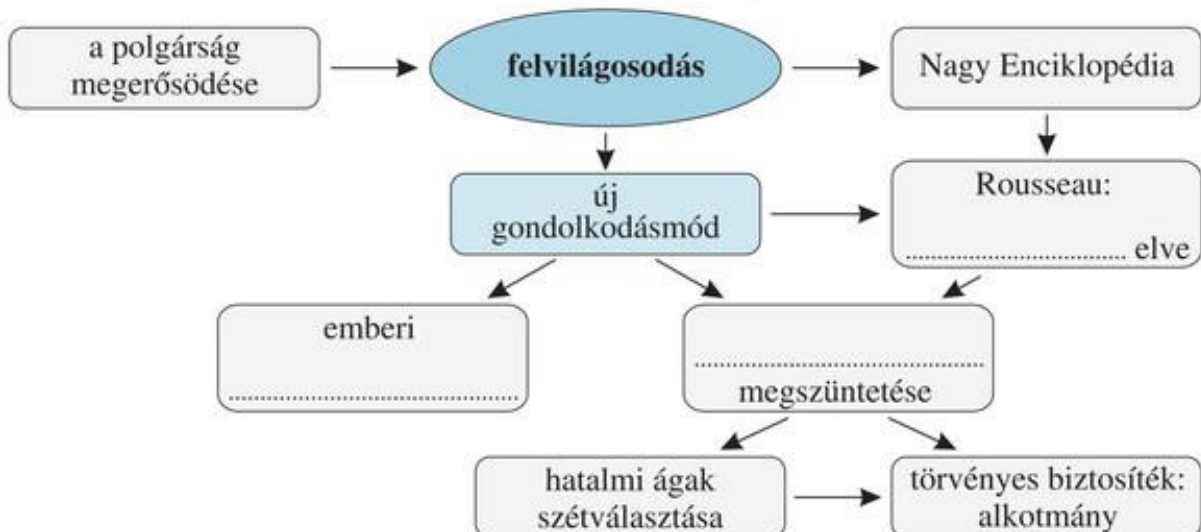 a polgárság
megerősödése
felvilágosodás
Nagy Enciklopédia
új
gondolkodásmód
Rousseau:
.................................. elve
emberi
..................................
..................................
megszüntetése
hatalmi ágak
szétválasztása
törvényes biztosíték:
alkotmány